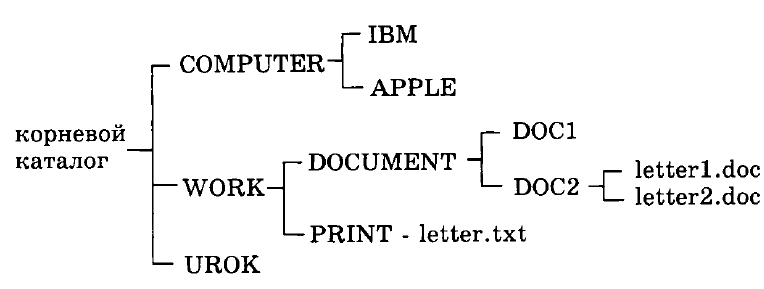 IBM
COMPUTER
APPLE
корневой
каталог
DOC1
DOCUMENT
letter1.doc
WORK
DOC2
letter2.doc
PRINT - letter.txt
UROK